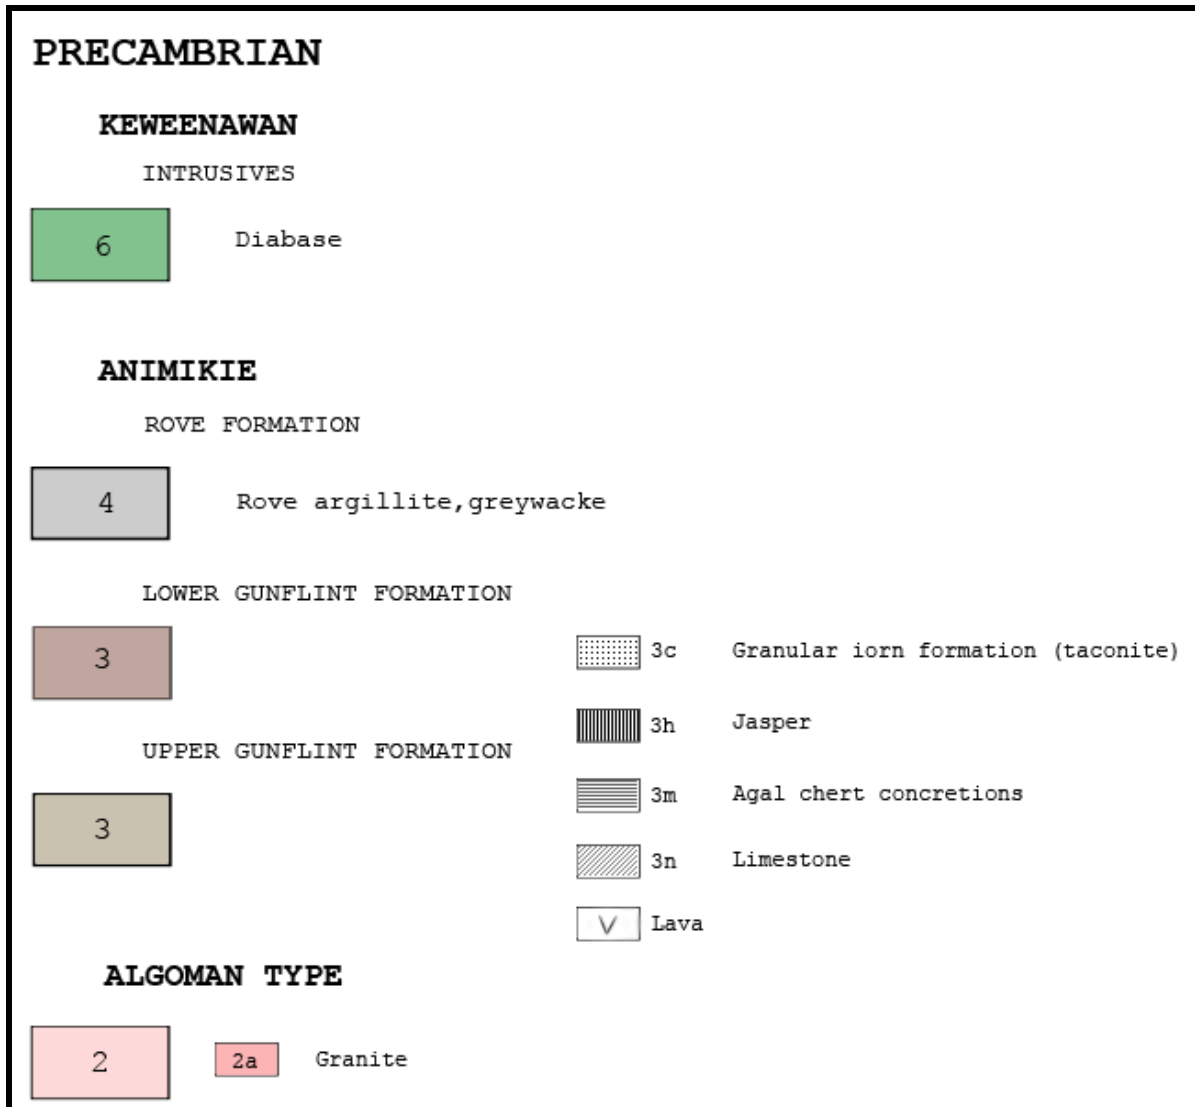 PRECAMBRIAN
KEWEENAWAN
INTRUSIVES
6 Diabase
ANIMIKIE
ROVE FORMATION
4 Rove argillite,greywacke
LOWER GUNFLINT FORMATION
3
3c Granular iorn formation (taconite)
3h Jasper
UPPER GUNFLINT FORMATION
3
3m Agal chert concretions
3n Limestone
V Lava
ALGOMAN TYPE
2 2a Granite